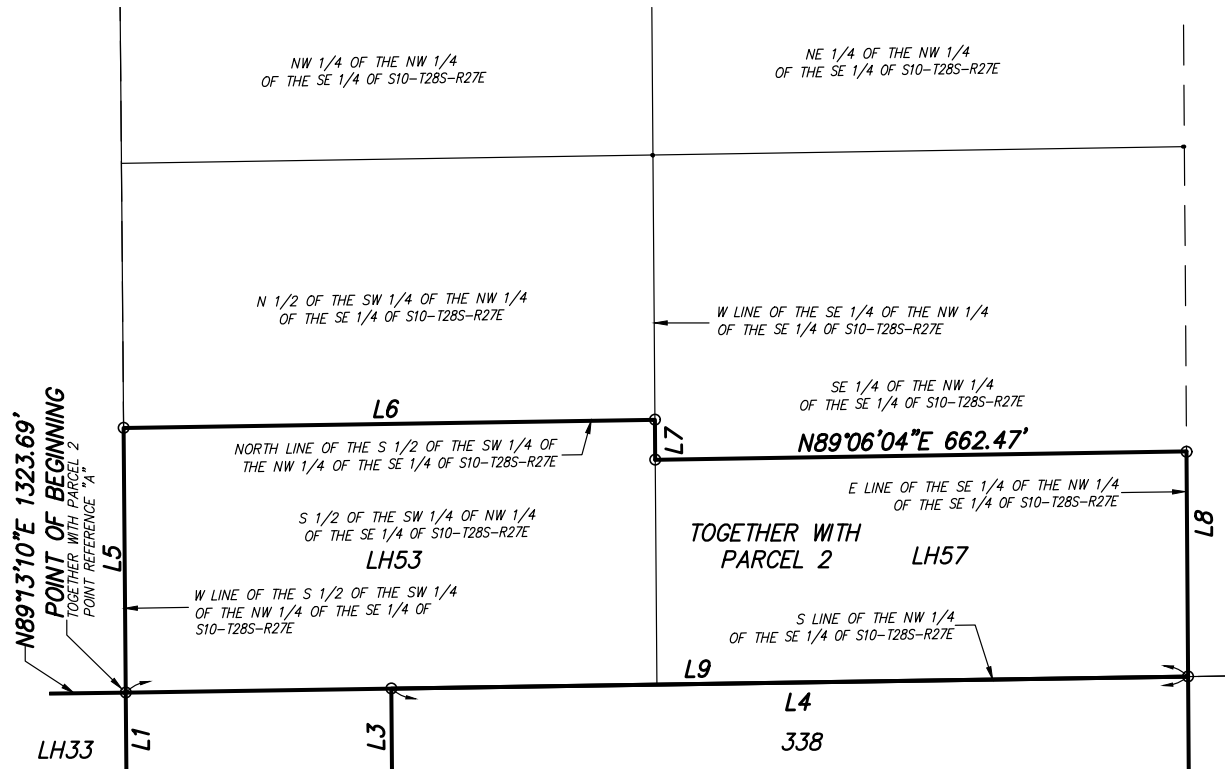 NW 1/4 OF THE NW 1/4
OF THE SE 1/4 OF S10-T28S-R27E
NE 1/4 OF THE NW 1/4
OF THE SE 1/4 OF S10-T28S-R27E
N 1/2 OF THE SW 1/4 OF THE NW 1/4
OF THE SE 1/4 OF S10-T28S-R27E
W LINE OF THE SE 1/4 OF THE NW 1/4
OF THE SE 1/4 OF S10-T28S-R27E
SE 1/4 OF THE NW 1/4
OF THE SE 1/4 OF S10-T28S-R27E
L6
L7
N89°06'04"E 662.47'
NORTH LINE OF THE S 1/2 OF THE SW 1/4 OF
THE NW 1/4 OF THE SE 1/4 OF S10-T28S-R27E
E LINE OF THE SE 1/4 OF THE NW 1/4
OF THE SE 1/4 OF S10-T28S-R27E
L8
N89°13'10"E 1323.69'
POINT OF BEGINNING
TOGETHER WITH PARCEL 2
POINT REFERENCE "A"
L5
S 1/2 OF THE SW 1/4 OF NW 1/4
OF THE SE 1/4 OF S10-T28S-R27E
LH53
TOGETHER WITH
PARCEL 2
LH57
W LINE OF THE S 1/2 OF THE SW 1/4
OF THE NW 1/4 OF THE SE 1/4 OF
S10-T28S-R27E
S LINE OF THE NW 1/4
OF THE SE 1/4 OF S10-T28S-R27E
L9
L4
LH33
L1
L3
338